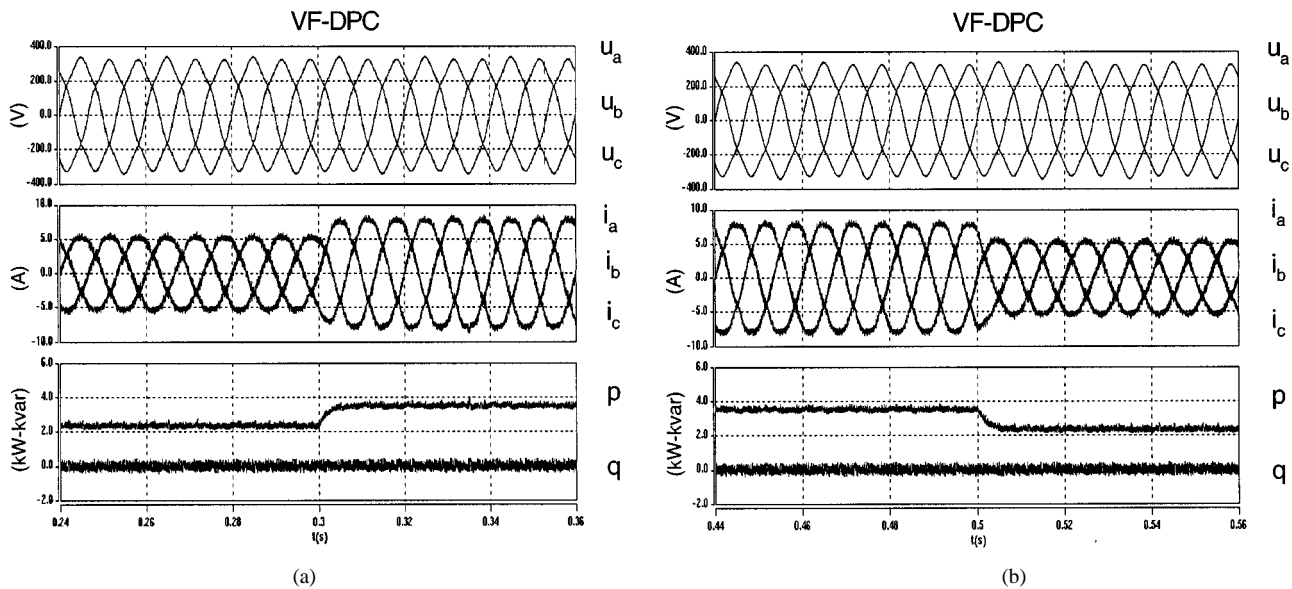 VF-DPC
400.0
200.0
0.0
-200.0
-400.0
(V)
u_a
u_b
u_c
10.0
5.0
0.0
-5.0
-10.0
(A)
i_a
i_b
i_c
6.0
4.0
2.0
0.0
-2.0
(kW-kvar)
p
q
0.24
0.26
0.28
0.3
0.32
0.34
0.36
t(s)
(a)
VF-DPC
400.0
200.0
0.0
-200.0
-400.0
(V)
u_a
u_b
u_c
10.0
5.0
0.0
-5.0
-10.0
(A)
i_a
i_b
i_c
6.0
4.0
2.0
0.0
-2.0
(kW-kvar)
p
q
0.44
0.46
0.48
0.5
0.52
0.54
0.56
t(s)
(b)